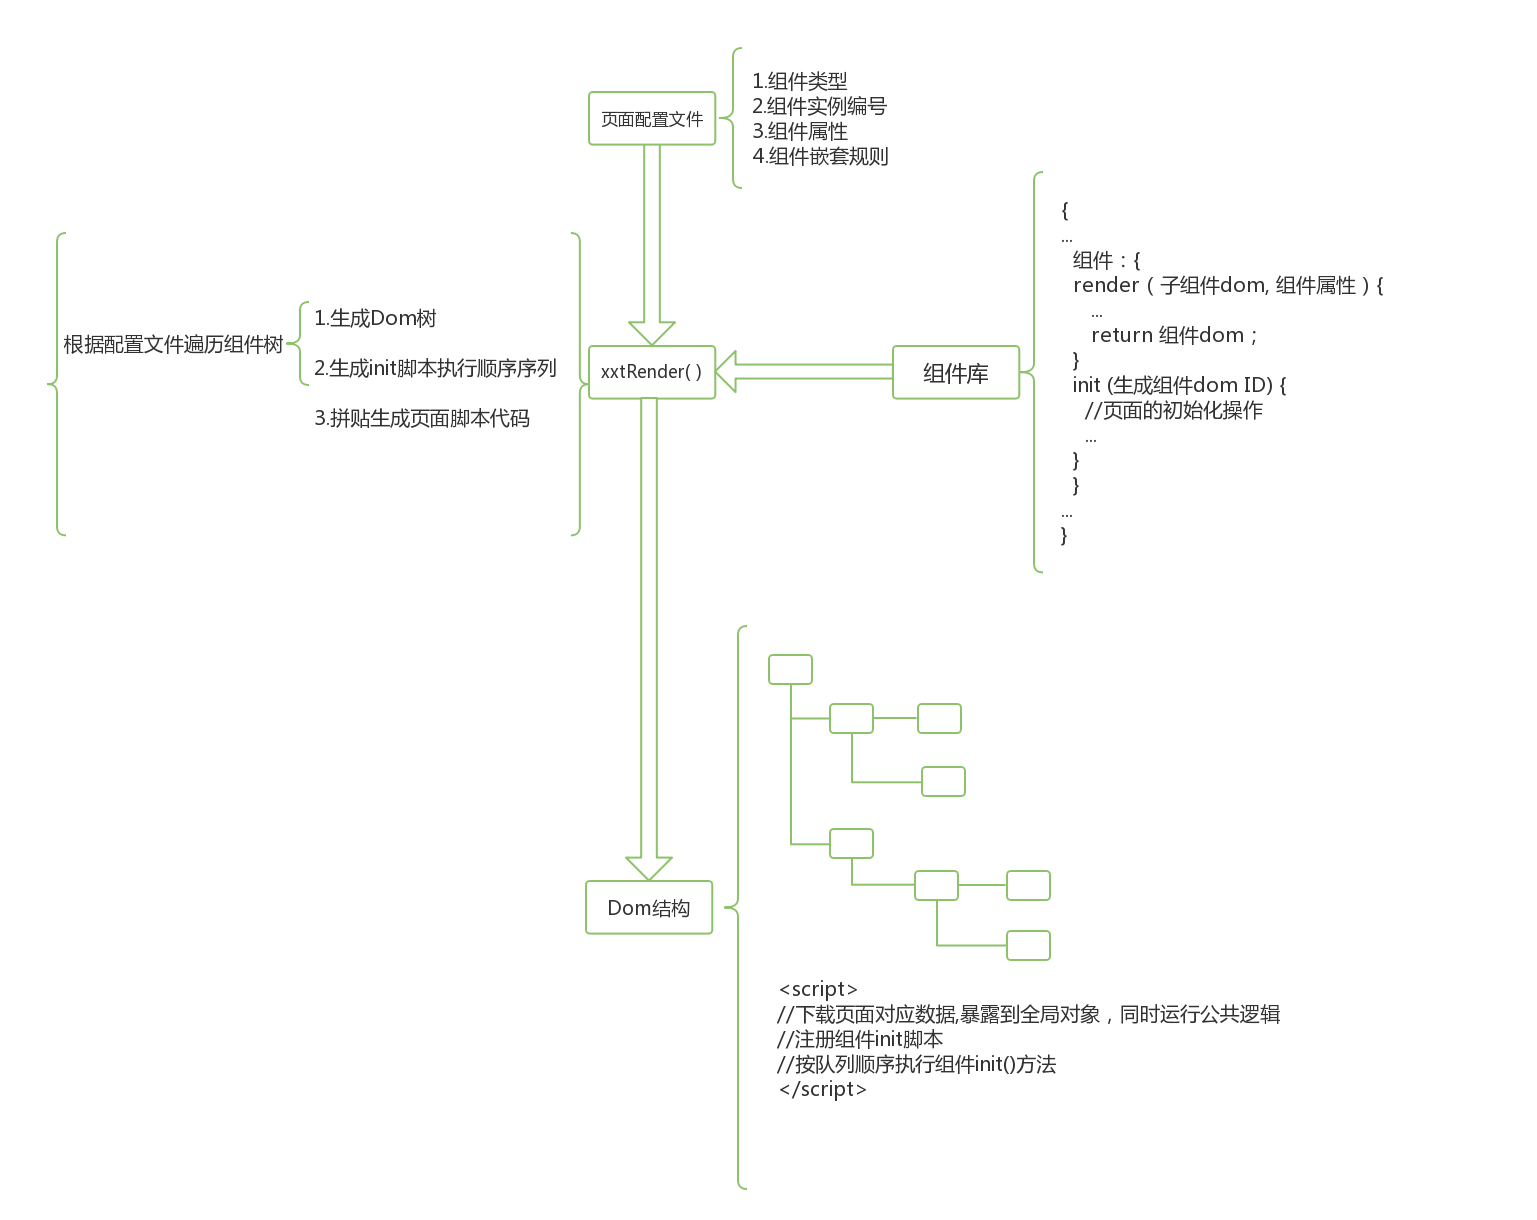 页面配置文件
1.组件类型
2.组件实例编号
3.组件属性
4.组件嵌套规则
根据配置文件遍历组件树
1.生成Dom树
2.生成init脚本执行顺序序列
3.拼贴生成页面脚本代码
xxtRender( )
组件库
{
...
组件：{
render（子组件dom, 组件属性）{
...
return 组件dom；
}
init (生成组件dom ID) {
//页面的初始化操作
...
}
}
...
}
Dom结构
<script>
//下载页面对应数据,暴露到全局对象，同时运行公共逻辑
//注册组件init脚本
//按队列顺序执行组件init()方法
</script>